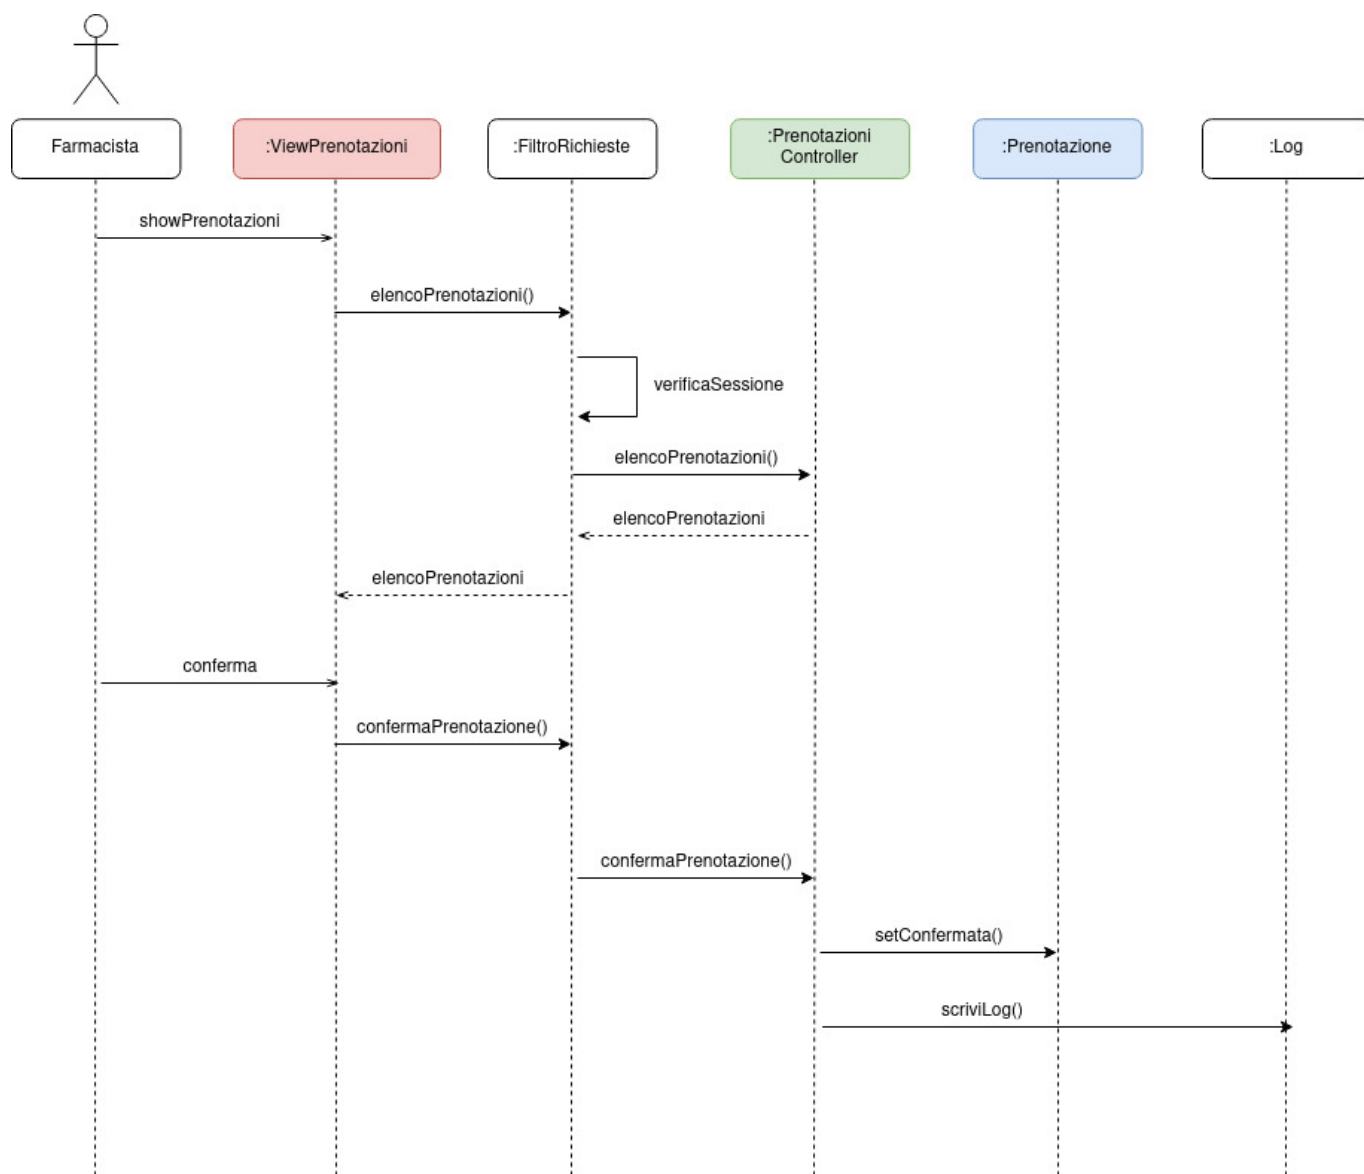 Farmacista
:ViewPrenotazioni
:FiltroRichieste
:Prenotazioni
Controller
:Prenotazione
:Log
showPrenotazioni
elencoPrenotazioni()
verificaSessione
elencoPrenotazioni()
elencoPrenotazioni
elencoPrenotazioni
conferma
confermaPrenotazione()
confermaPrenotazione()
setConfermata()
scriviLog()